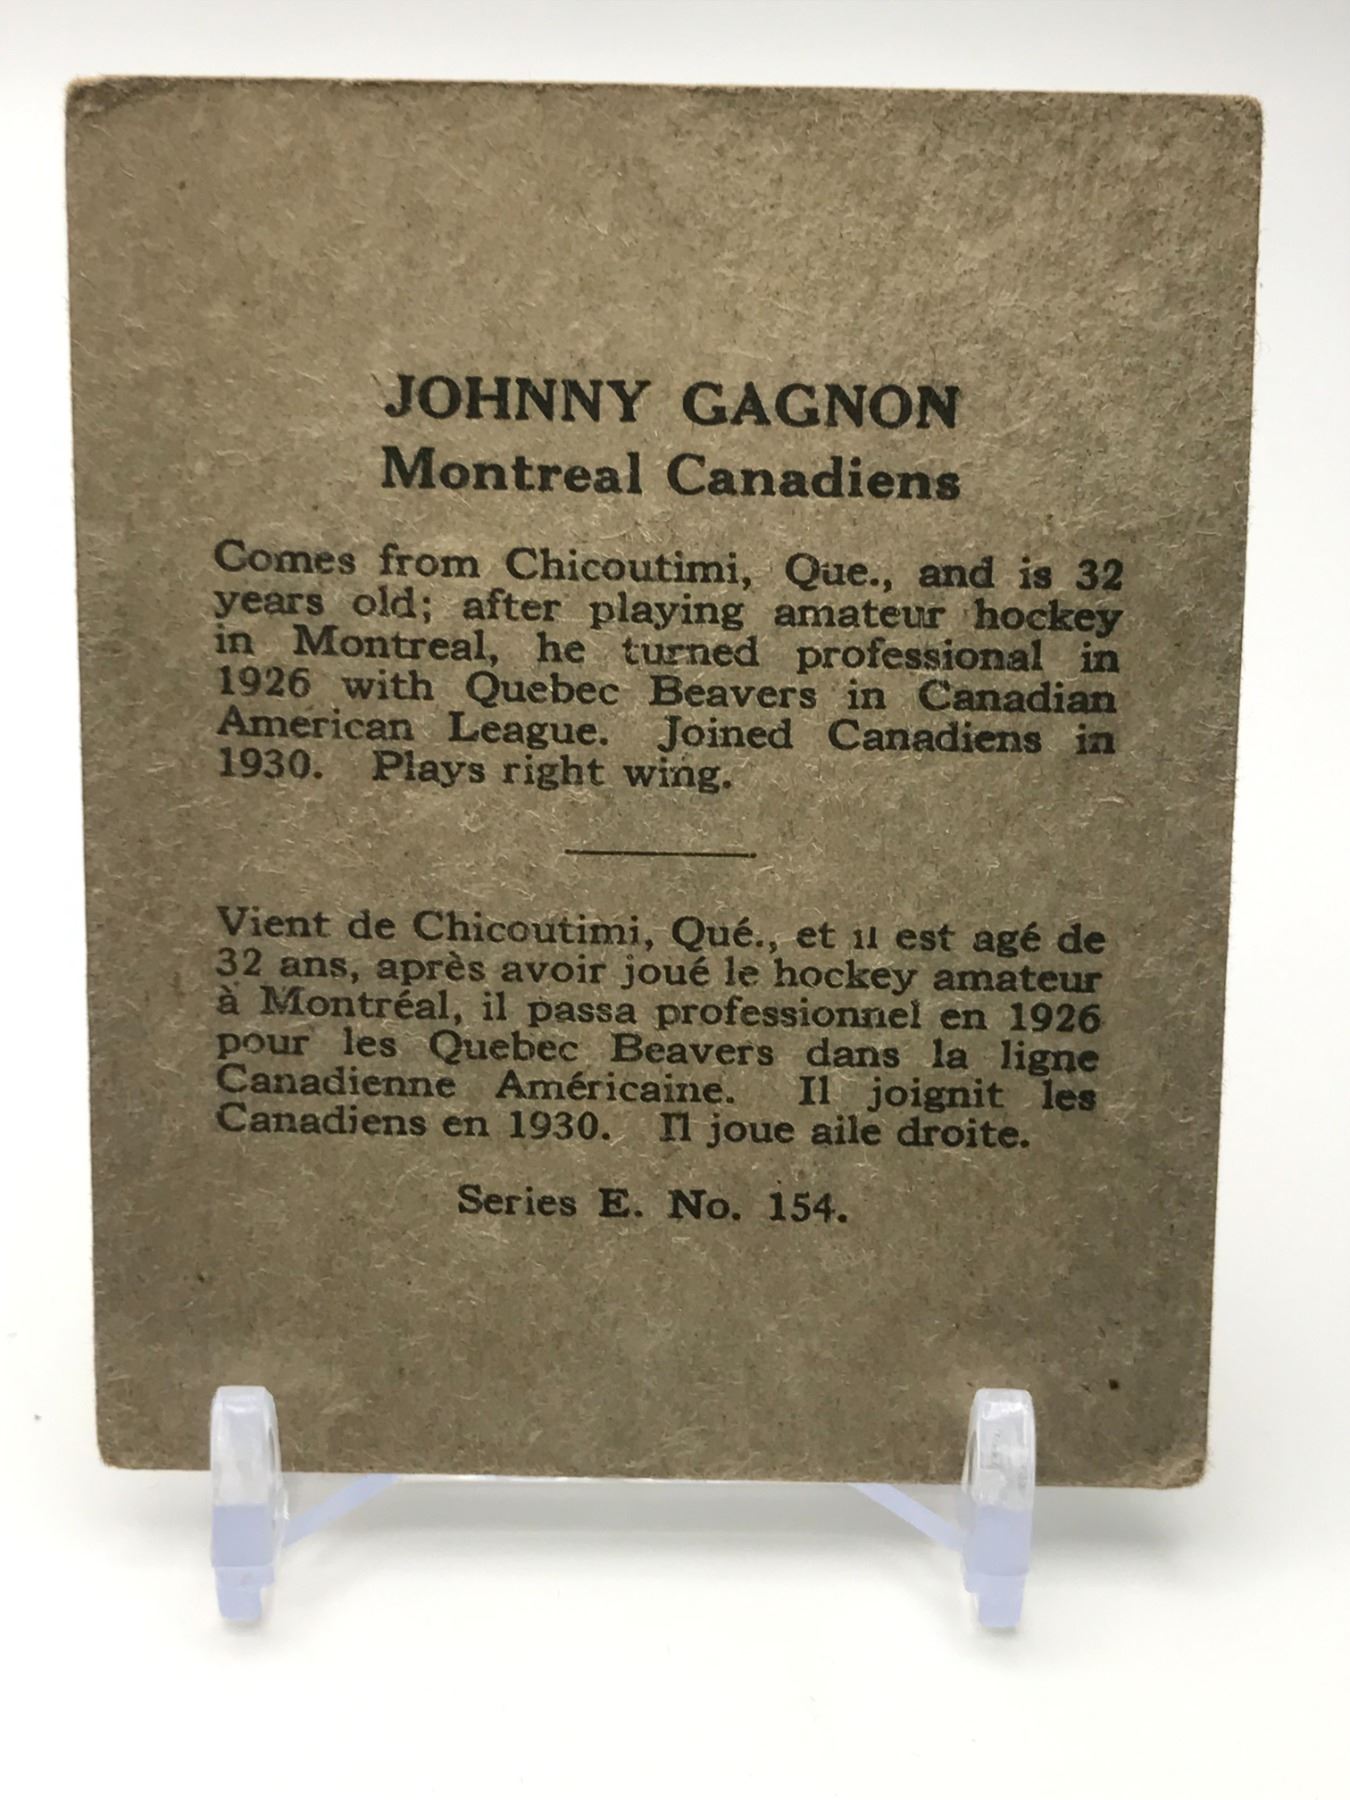 JOHNNY GAGNON
Montreal Canadiens
Comes from Chicoutimi, Que., and is 32
years old; after playing amateur hockey
in Montreal, he turned professional in
1926 with Quebec Beavers in Canadian
American League. Joined Canadiens in
1930. Plays right wing.
Vient de Chicoutimi, Qué., et il est agé de
32 ans, après avoir joué le hockey amateur
à Montréal, il passa professionnel en 1926
pour les Quebec Beavers dans la ligne
Canadienne Américaine. Il joignit les
Canadiens en 1930. Il joue aile droite.
Series E. No. 154.